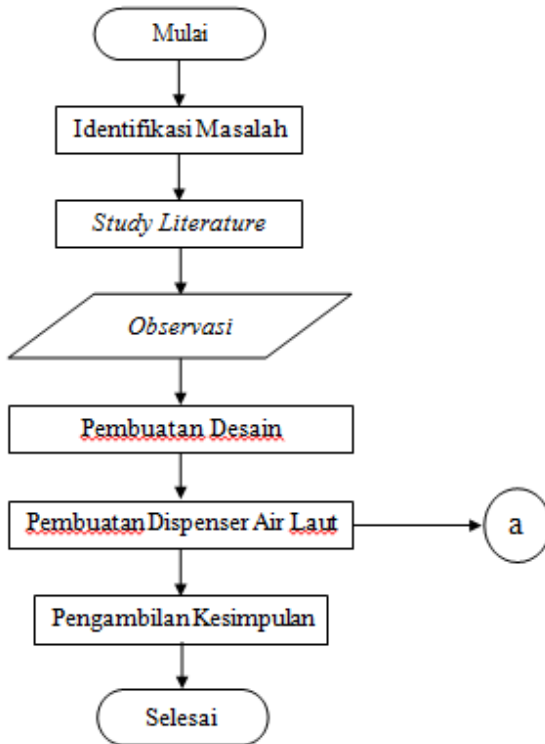 Mulai
Identifikasi Masalah
Study Literature
Observasi
Pembuatan Desain
Pembuatan Dispenser Air Laut
a
Pengambilan Kesimpulan
Selesai